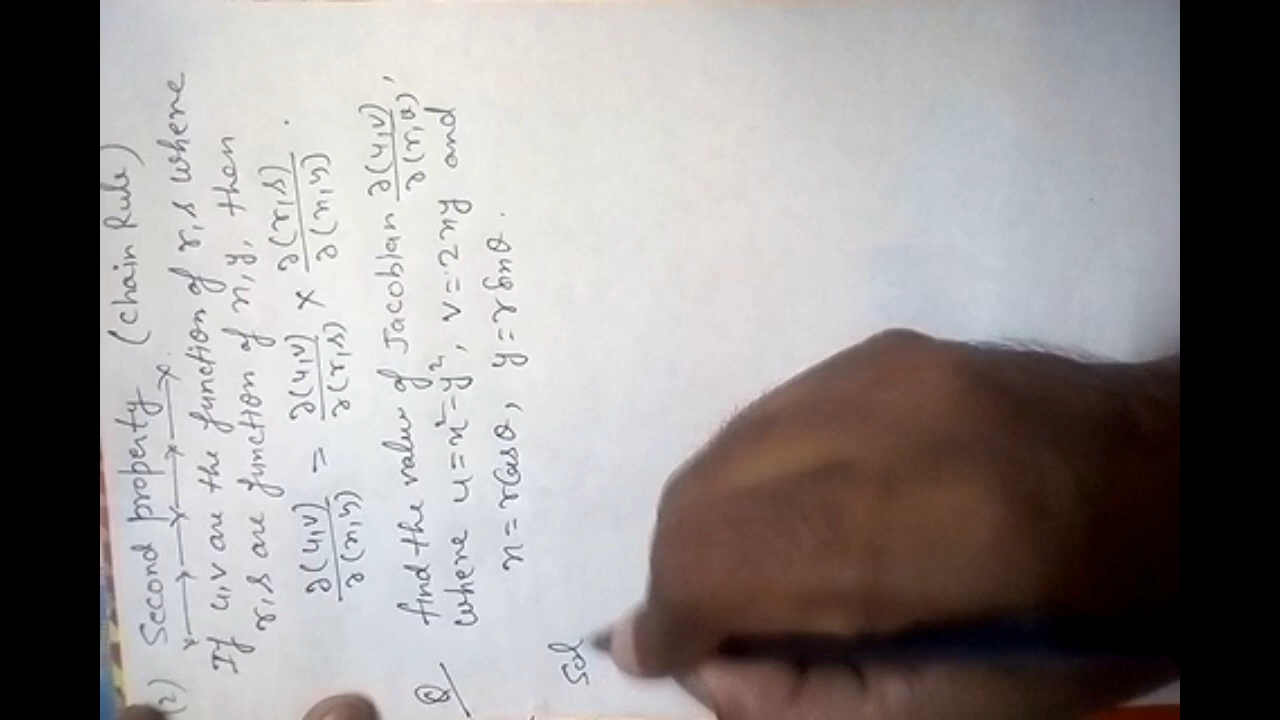 (2) Second property (Chain Rule)
If u,v are the function of r,s where
r,s are function of x,y, then
∂(u,v)/∂(x,y) = ∂(u,v)/∂(r,s) × ∂(r,s)/∂(x,y) .
Q find the value of Jacobian ∂(u,v)/∂(r,θ),
where u = x²-y², v = 2xy and
x = r cosθ, y = r sinθ.
Sol